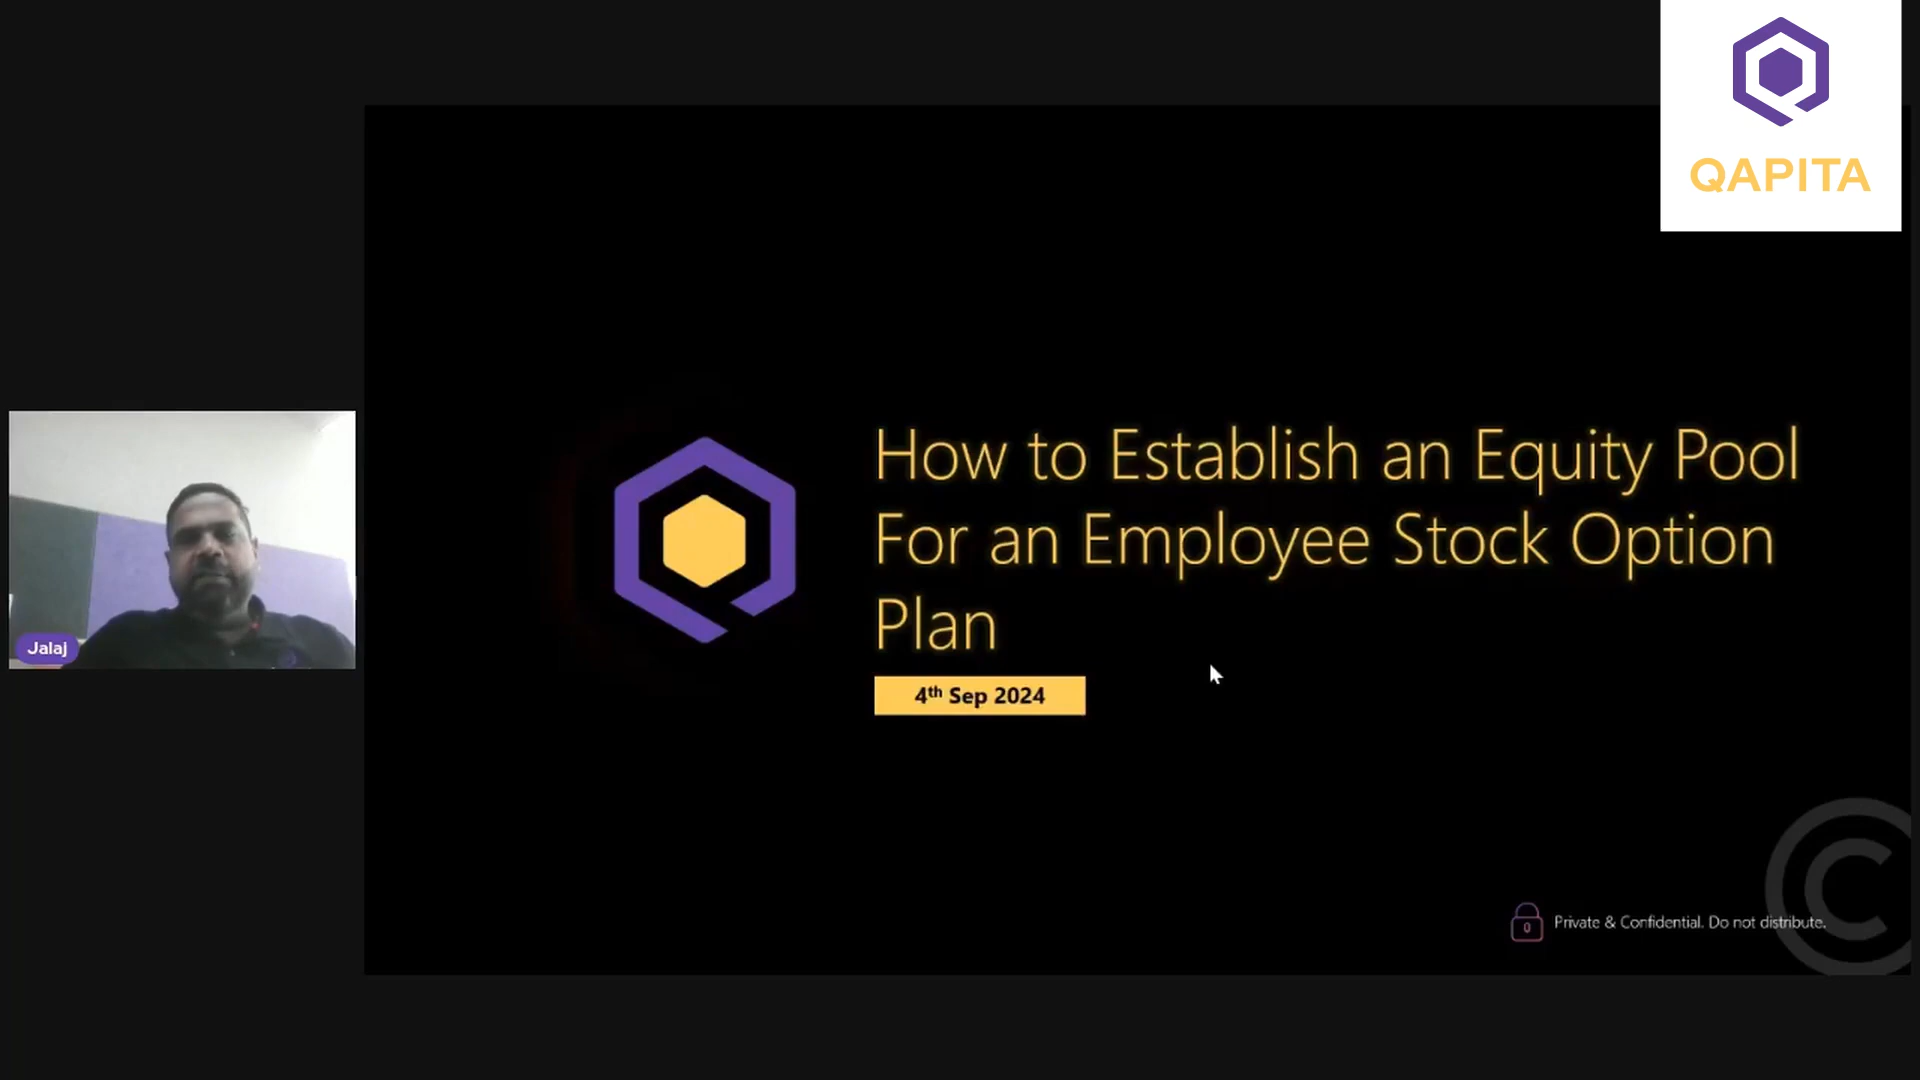 QAPITA
How to Establish an Equity Pool
For an Employee Stock Option
Plan
4th Sep 2024
Jalaj
Private & Confidential. Do not distribute.